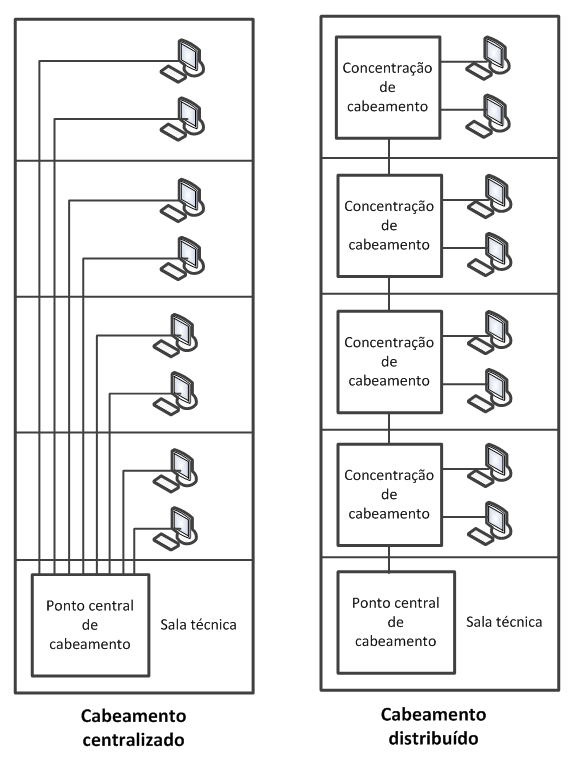 Ponto central
de
cabeamento
Sala técnica
Cabeamento
centralizado
Concentração
de
cabeamento
Concentração
de
cabeamento
Concentração
de
cabeamento
Concentração
de
cabeamento
Ponto central
de
cabeamento
Sala técnica
Cabeamento
distribuído